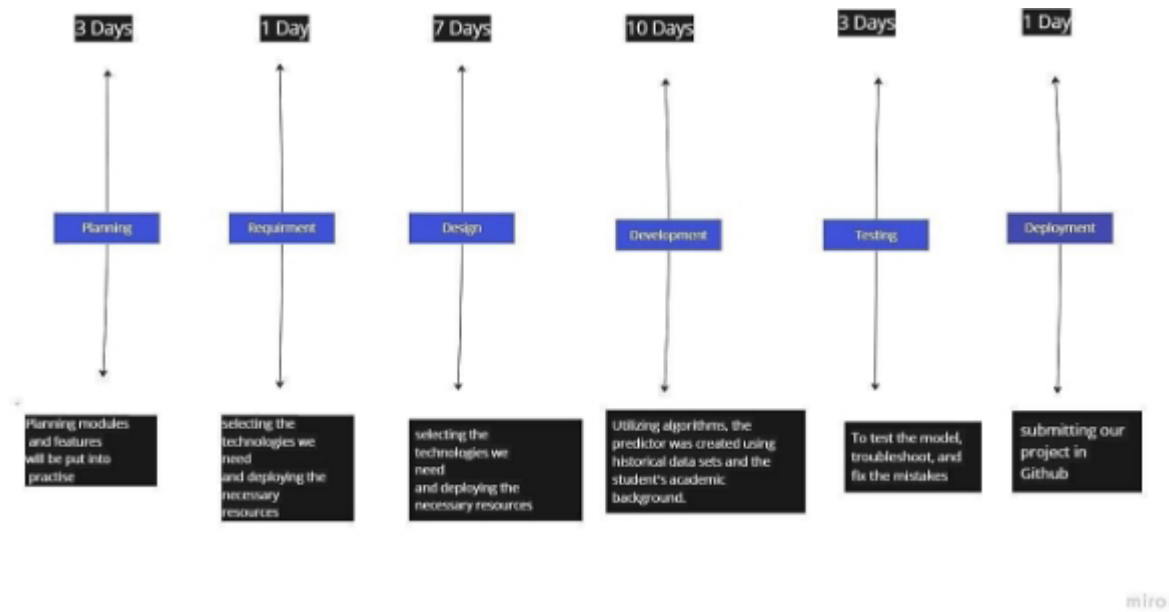 3 Days
1 Day
7 Days
10 Days
3 Days
1 Day
Planning
Requirment
Design
Development
Testing
Deployment
Planning modules
and features
will be put into
practise
selecting the
technologies we
need
and deploying the
necessary
resources
selecting the
technologies we
need
and deploying the
necessary resources
Utilizing algorithms, the
predictor was created using
historical data sets and the
student's academic
background.
To test the model,
troubleshoot, and
fix the mistakes
submitting our
project in
Github
miro